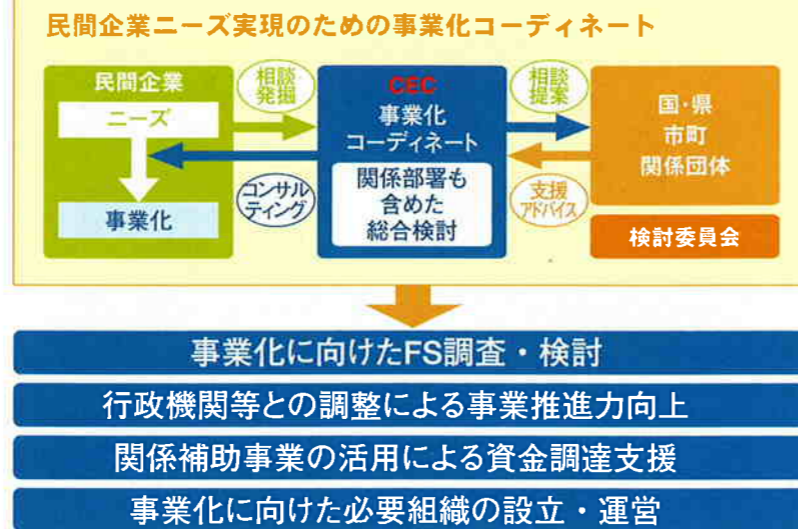 民間企業ニーズ実現のための事業化コーディネート
民間企業
ニーズ
事業化
相談
発掘
コンサル
ティング
CEC
事業化
コーディネート
関係部署も
含めた
総合検討
相談
提案
支援
アドバイス
国・県
市町
関係団体
検討委員会
事業化に向けたFS調査・検討
行政機関等との調整による事業推進力向上
関係補助事業の活用による資金調達支援
事業化に向けた必要組織の設立・運営